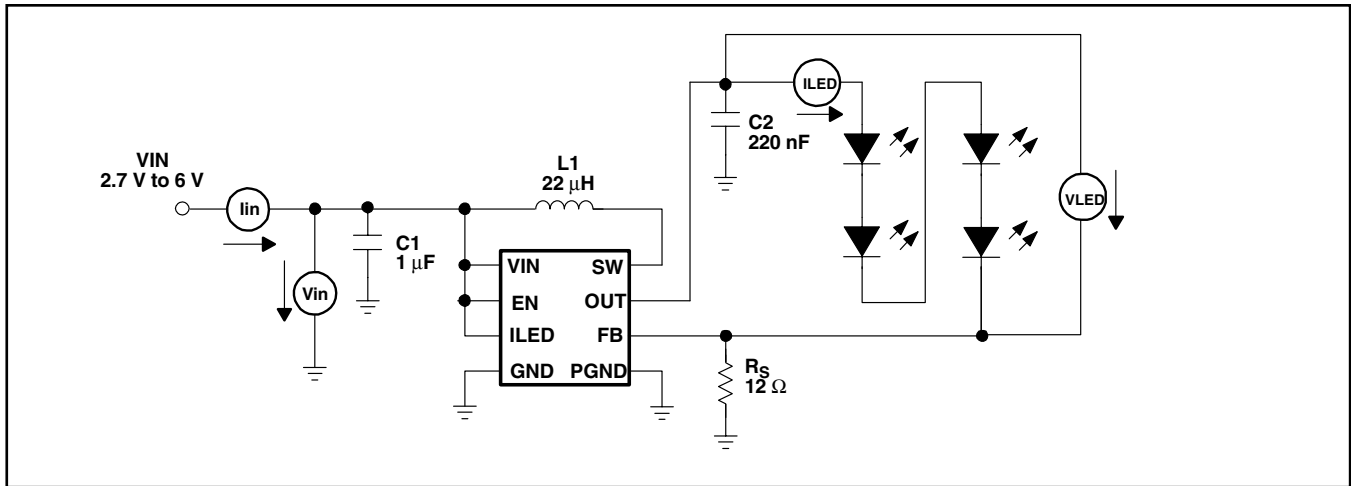 ILED
C2
220 nF
VIN
2.7 V to 6 V
L1
22 μH
VLED
Iin
C1
1 μF
Vin
VIN
SW
EN
OUT
ILED
FB
GND
PGND
RS
12 Ω